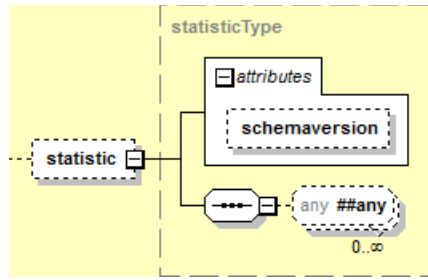 statisticType
attributes
schemaversion
statistic
any ##any
0..∞